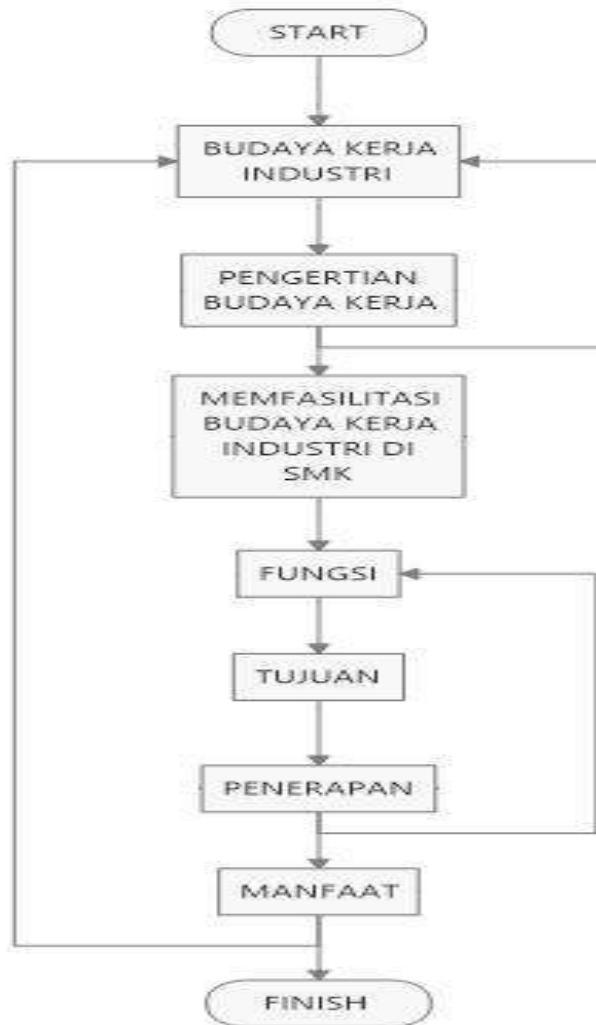 START
BUDAYA KERJA
INDUSTRI
PENGERTIAN
BUDAYA KERJA
MEMFASILITASI
BUDAYA KERJA
INDUSTRI DI
SMK
FUNGSI
TUJUAN
PENERAPAN
MANFAAT
FINISH